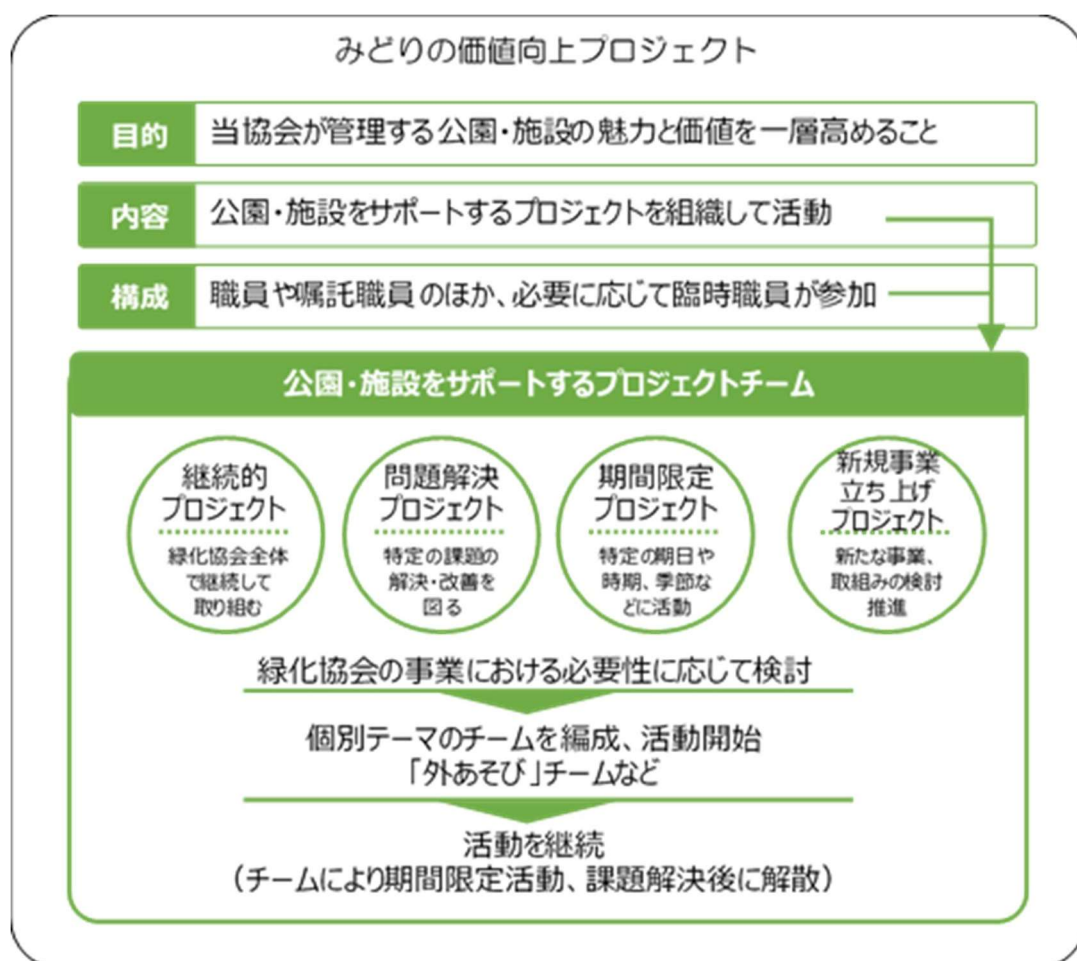 みどりの価値向上プロジェクト
目的
当協会が管理する公園・施設の魅力と価値を一層高めること
内容
公園・施設をサポートするプロジェクトを組織して活動
構成
職員や嘱託職員のほか、必要に応じて臨時職員が参加
公園・施設をサポートするプロジェクトチーム
継続的
プロジェクト
緑化協会全体
で継続して
取り組む
問題解決
プロジェクト
特定の課題の
解決・改善を
図る
期間限定
プロジェクト
特定の期日や
時期、季節な
どに活動
新規事業
立ち上げ
プロジェクト
新たな事業、
取組みの検討
推進
緑化協会の事業における必要性に応じて検討
個別テーマのチームを編成、活動開始
「外あそび」チームなど
活動を継続
（チームにより期間限定活動、課題解決後に解散）